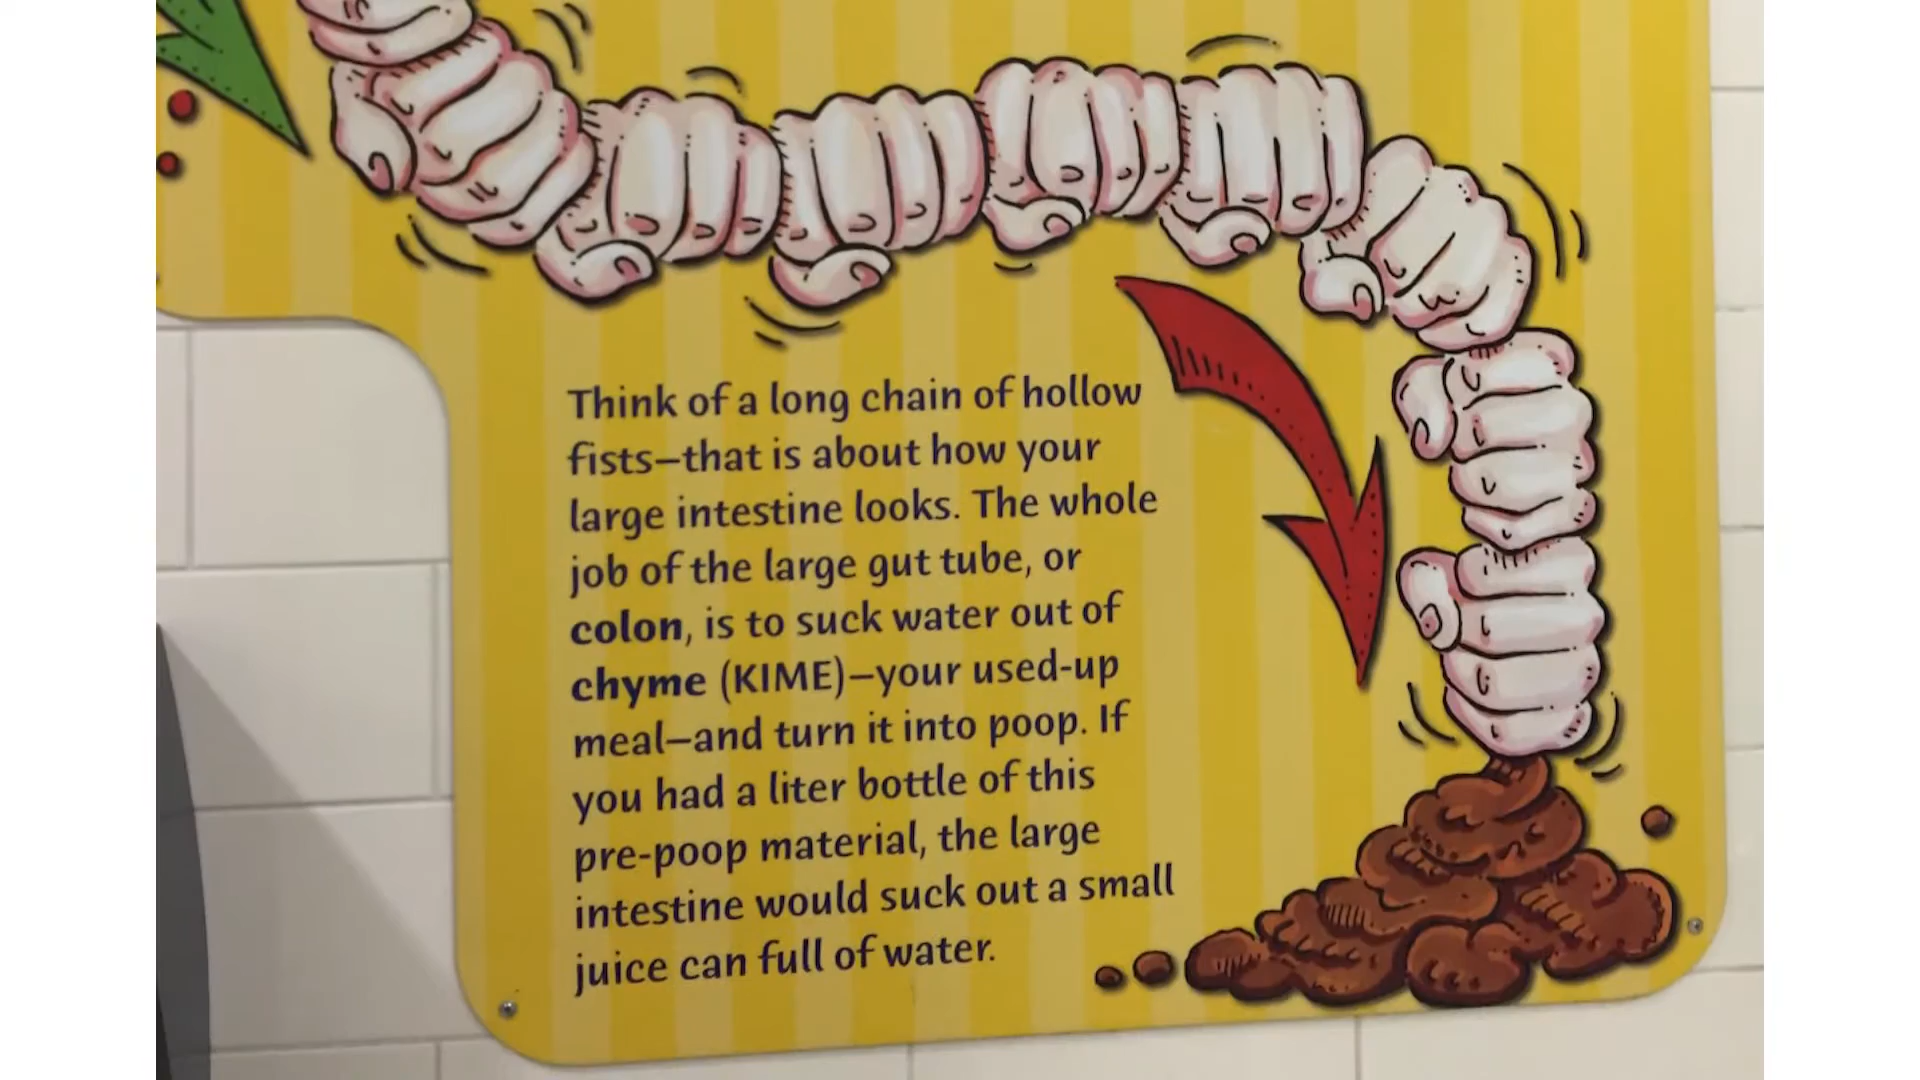 Think of a long chain of hollow
fists—that is about how your
large intestine looks. The whole
job of the large gut tube, or
colon, is to suck water out of
chyme (KIME)—your used-up
meal—and turn it into poop. If
you had a liter bottle of this
pre-poop material, the large
intestine would suck out a small
juice can full of water.